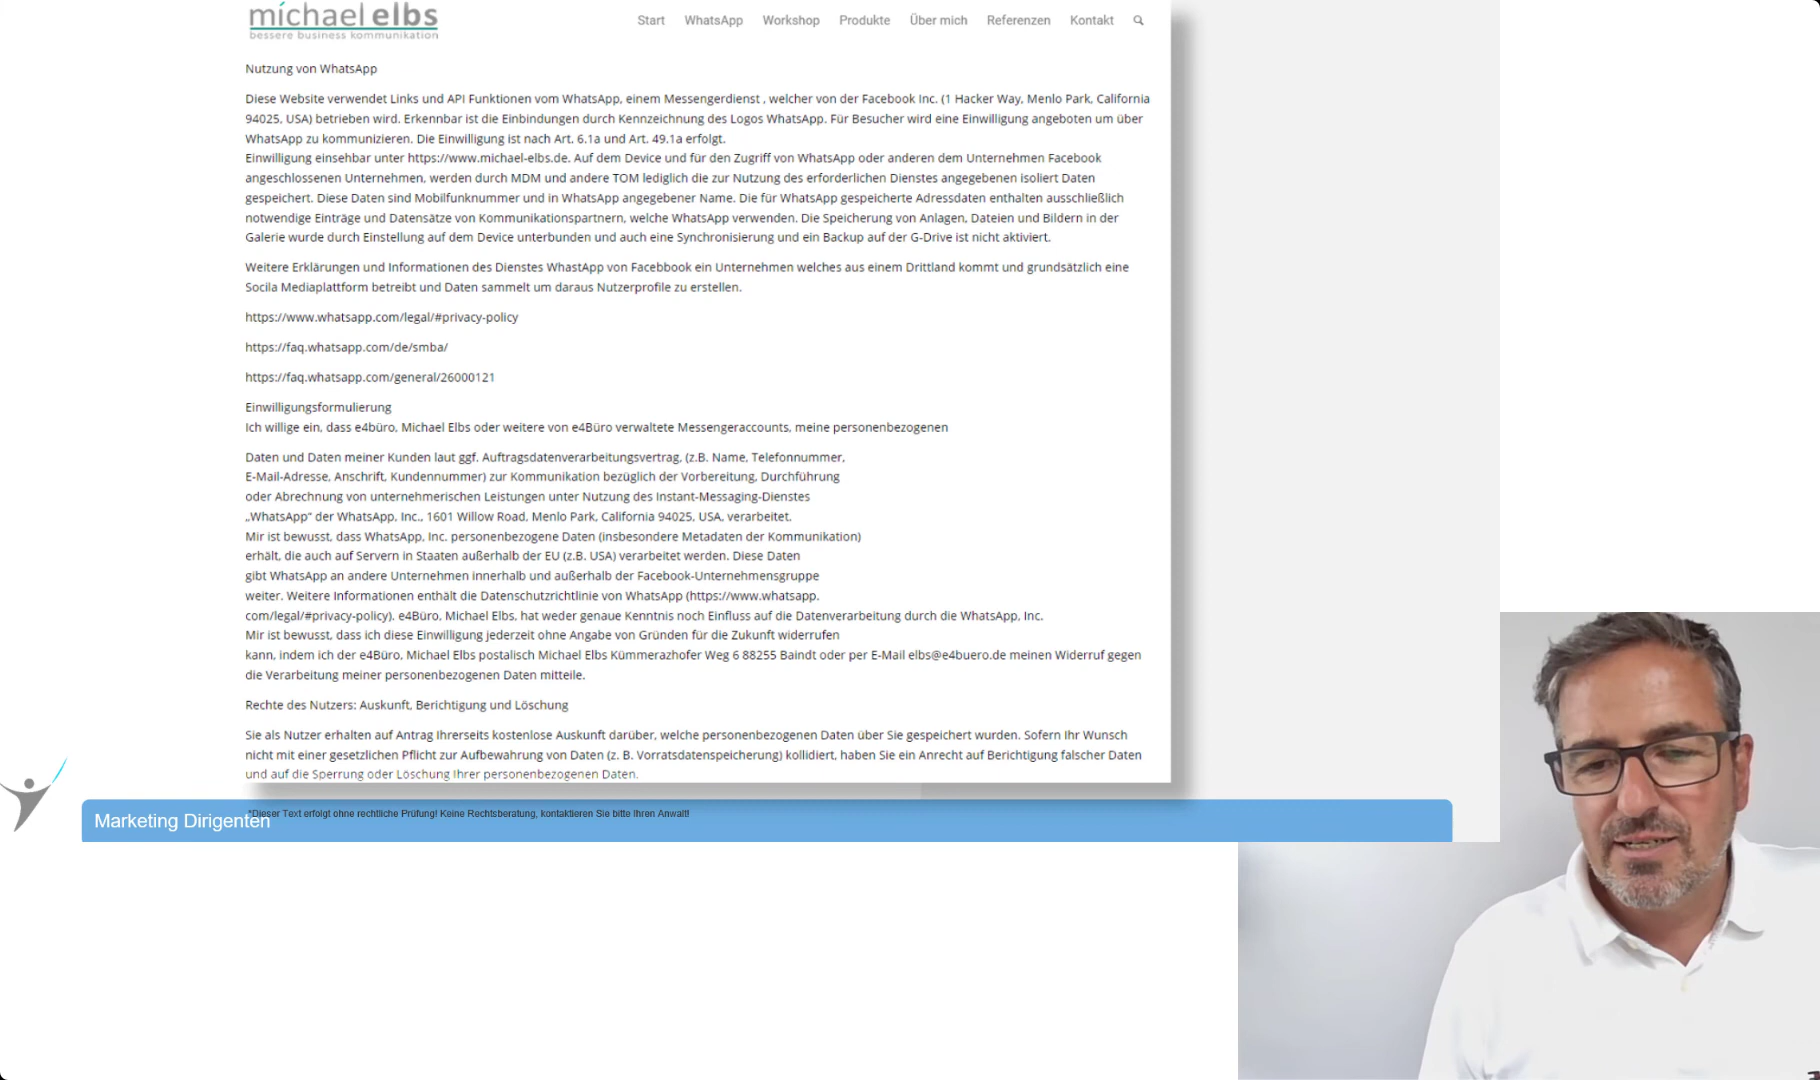 michael elbs
bessere business kommunikation
Start WhatsApp Workshop Produkte Über mich Referenzen Kontakt
Nutzung von WhatsApp
Diese Website verwendet Links und API Funktionen vom WhatsApp, einem Messengerdienst , welcher von der Facebook Inc. (1 Hacker Way, Menlo Park, California
94025, USA) betrieben wird. Erkennbar ist die Einbindungen durch Kennzeichnung des Logos WhatsApp. Für Besucher wird eine Einwilligung angeboten um über
WhatsApp zu kommunizieren. Die Einwilligung ist nach Art. 6.1a und Art. 49.1a erfolgt.
Einwilligung einsehbar unter https://www.michael-elbs.de. Auf dem Device und für den Zugriff von WhatsApp oder anderen dem Unternehmen Facebook
angeschlossenen Unternehmen, werden durch MDM und andere TOM lediglich die zur Nutzung des erforderlichen Dienstes angegebenen isoliert Daten
gespeichert. Diese Daten sind Mobilfunknummer und in WhatsApp angegebener Name. Die für WhatsApp gespeicherte Adressdaten enthalten ausschließlich
notwendige Einträge und Datensätze von Kommunikationspartnern, welche WhatsApp verwenden. Die Speicherung von Anlagen, Dateien und Bildern in der
Galerie wurde durch Einstellung auf dem Device unterbunden und auch eine Synchronisierung und ein Backup auf der G-Drive ist nicht aktiviert.
Weitere Erklärungen und Informationen des Dienstes WhastApp von Facebbook ein Unternehmen welches aus einem Drittland kommt und grundsätzlich eine
Socila Mediaplattform betreibt und Daten sammelt um daraus Nutzerprofile zu erstellen.
https://www.whatsapp.com/legal/#privacy-policy
https://faq.whatsapp.com/de/smba/
https://faq.whatsapp.com/general/26000121
Einwilligungsformulierung
Ich willige ein, dass e4büro, Michael Elbs oder weitere von e4Büro verwaltete Messengeraccounts, meine personenbezogenen
Daten und Daten meiner Kunden laut ggf. Auftragsdatenverarbeitungsvertrag, (z.B. Name, Telefonnummer,
E-Mail-Adresse, Anschrift, Kundennummer) zur Kommunikation bezüglich der Vorbereitung, Durchführung
oder Abrechnung von unternehmerischen Leistungen unter Nutzung des Instant-Messaging-Dienstes
„WhatsApp“ der WhatsApp, Inc., 1601 Willow Road, Menlo Park, California 94025, USA, verarbeitet.
Mir ist bewusst, dass WhatsApp, Inc. personenbezogene Daten (insbesondere Metadaten der Kommunikation)
erhält, die auch auf Servern in Staaten außerhalb der EU (z.B. USA) verarbeitet werden. Diese Daten
gibt WhatsApp an andere Unternehmen innerhalb und außerhalb der Facebook-Unternehmensgruppe
weiter. Weitere Informationen enthält die Datenschutzrichtlinie von WhatsApp (https://www.whatsapp.
com/legal/#privacy-policy). e4Büro, Michael Elbs, hat weder genaue Kenntnis noch Einfluss auf die Datenverarbeitung durch die WhatsApp, Inc.
Mir ist bewusst, dass ich diese Einwilligung jederzeit ohne Angabe von Gründen für die Zukunft widerrufen
kann, indem ich der e4Büro, Michael Elbs postalisch Michael Elbs Kümmerazhofer Weg 6 88255 Baindt oder per E-Mail elbs@e4buero.de meinen Widerruf gegen
die Verarbeitung meiner personenbezogenen Daten mitteile.
Rechte des Nutzers: Auskunft, Berichtigung und Löschung
Sie als Nutzer erhalten auf Antrag Ihrerseits kostenlose Auskunft darüber, welche personenbezogenen Daten über Sie gespeichert wurden. Sofern Ihr Wunsch
nicht mit einer gesetzlichen Pflicht zur Aufbewahrung von Daten (z. B. Vorratsdatenspeicherung) kollidiert, haben Sie ein Anrecht auf Berichtigung falscher Daten
und auf die Sperrung oder Löschung Ihrer personenbezogenen Daten.
*Dieser Text erfolgt ohne rechtliche Prüfung! Keine Rechtsberatung, kontaktieren Sie bitte Ihren Anwalt!
Marketing Dirigenten